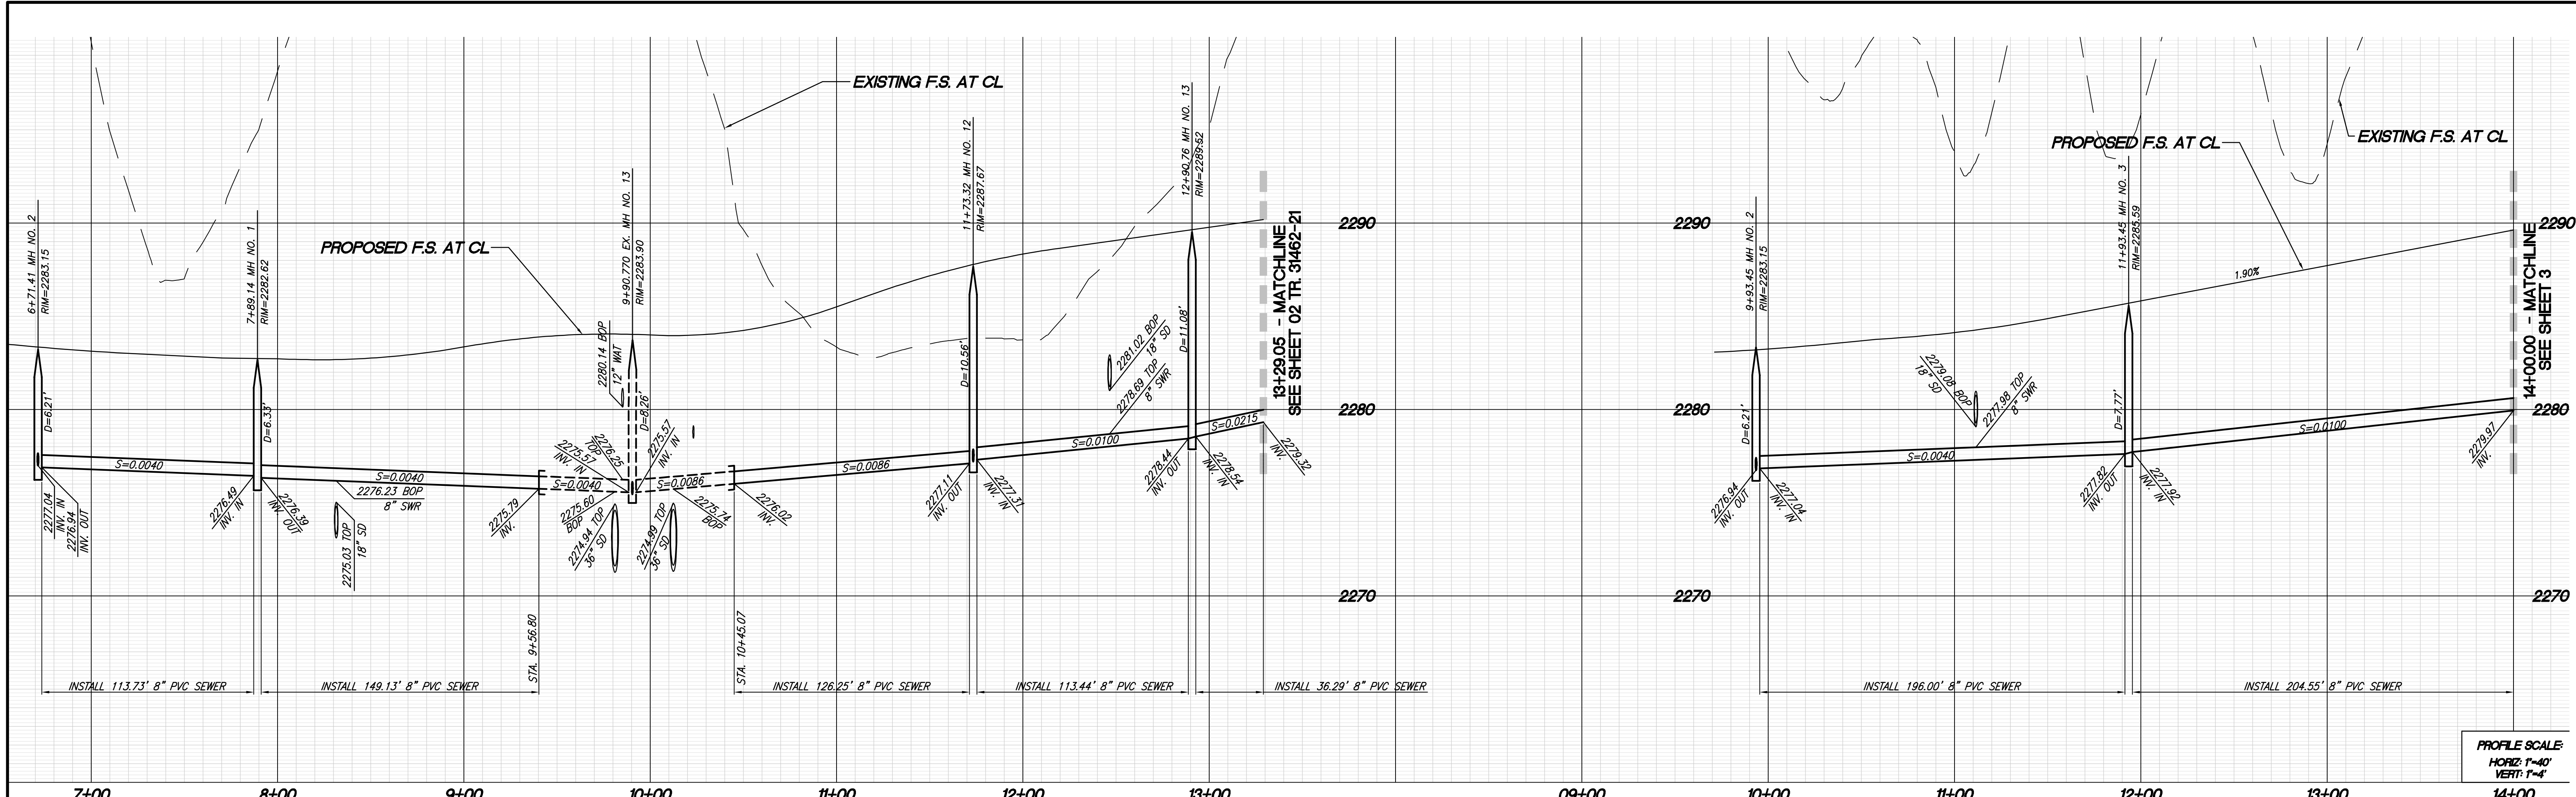 EXISTING F.S. AT CL
PROPOSED F.S. AT CL
6+71.41 MH NO. 2
RIM=2283.15
D=6.21'
7+89.14 MH NO. 1
RIM=2282.62
D=6.33'
9+90.770 EX. MH NO. 13
RIM=2283.90
D=8.26'
2280.14 BOP
12" WAT
11+73.32 MH NO. 12
RIM=2287.67
D=10.56'
12+90.76 MH NO. 13
RIM=2289.52
D=11.08'
2281.02 BOP
18" SD
2278.69 TOP
8" SWR
13+29.05 - MATCHLINE
SEE SHEET 02 TR. 31462-21
S=0.0040
S=0.0040
S=0.0040
S=0.0086
S=0.0086
S=0.0100
S=0.0215
2277.04
INV. IN
2276.94
INV. OUT
2276.49
INV. IN
2276.39
INV. OUT
2276.23 BOP
8" SWR
2275.03 TOP
18" SD
2275.79
INV.
2275.57
INV. IN
2276.25
TOP
2275.57
INV. IN
2275.60
BOP
2274.94 TOP
36" SD
2274.99 TOP
36" SD
2275.74
BOP
2276.02
INV.
2277.11
INV. OUT
2277.31
INV. IN
2278.44
INV. OUT
2278.54
INV. IN
2279.32
INV.
STA. 9+56.80
STA. 10+45.07
INSTALL 113.73' 8" PVC SEWER
INSTALL 149.13' 8" PVC SEWER
INSTALL 126.25' 8" PVC SEWER
INSTALL 113.44' 8" PVC SEWER
INSTALL 36.29' 8" PVC SEWER
2290
2280
2270
7+00
8+00
9+00
10+00
11+00
12+00
13+00
2290
2280
2270
9+93.45 MH NO. 2
RIM=2283.15
D=6.21'
11+93.45 MH NO. 3
RIM=2285.59
D=7.77'
PROPOSED F.S. AT CL
EXISTING F.S. AT CL
1.90%
2279.08 BOP
18" SD
2277.98 TOP
8" SWR
S=0.0040
S=0.0100
2276.94
INV. OUT
2277.04
INV. IN
2277.82
INV. OUT
2277.92
INV. IN
2279.97
INV.
14+00.00 - MATCHLINE
SEE SHEET 3
INSTALL 196.00' 8" PVC SEWER
INSTALL 204.55' 8" PVC SEWER
2290
2280
2270
09+00
10+00
11+00
12+00
13+00
14+00
PROFILE SCALE:
HORIZ: 1"=40'
VERT: 1"=4'